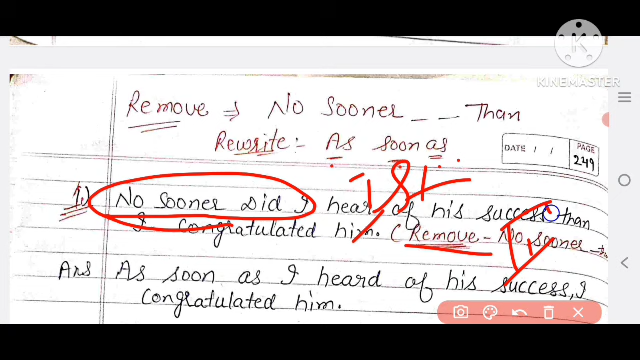 KINEMASTER
Remove ⇒ No Sooner _ _ Than
Rewrite :- As soon as .
DATE / / PAGE 249
1.) No sooner Did I hear of his success than
I congratulated him. ( Remove - No sooner
Ans As soon as I heard of his success, I
congratulated him.